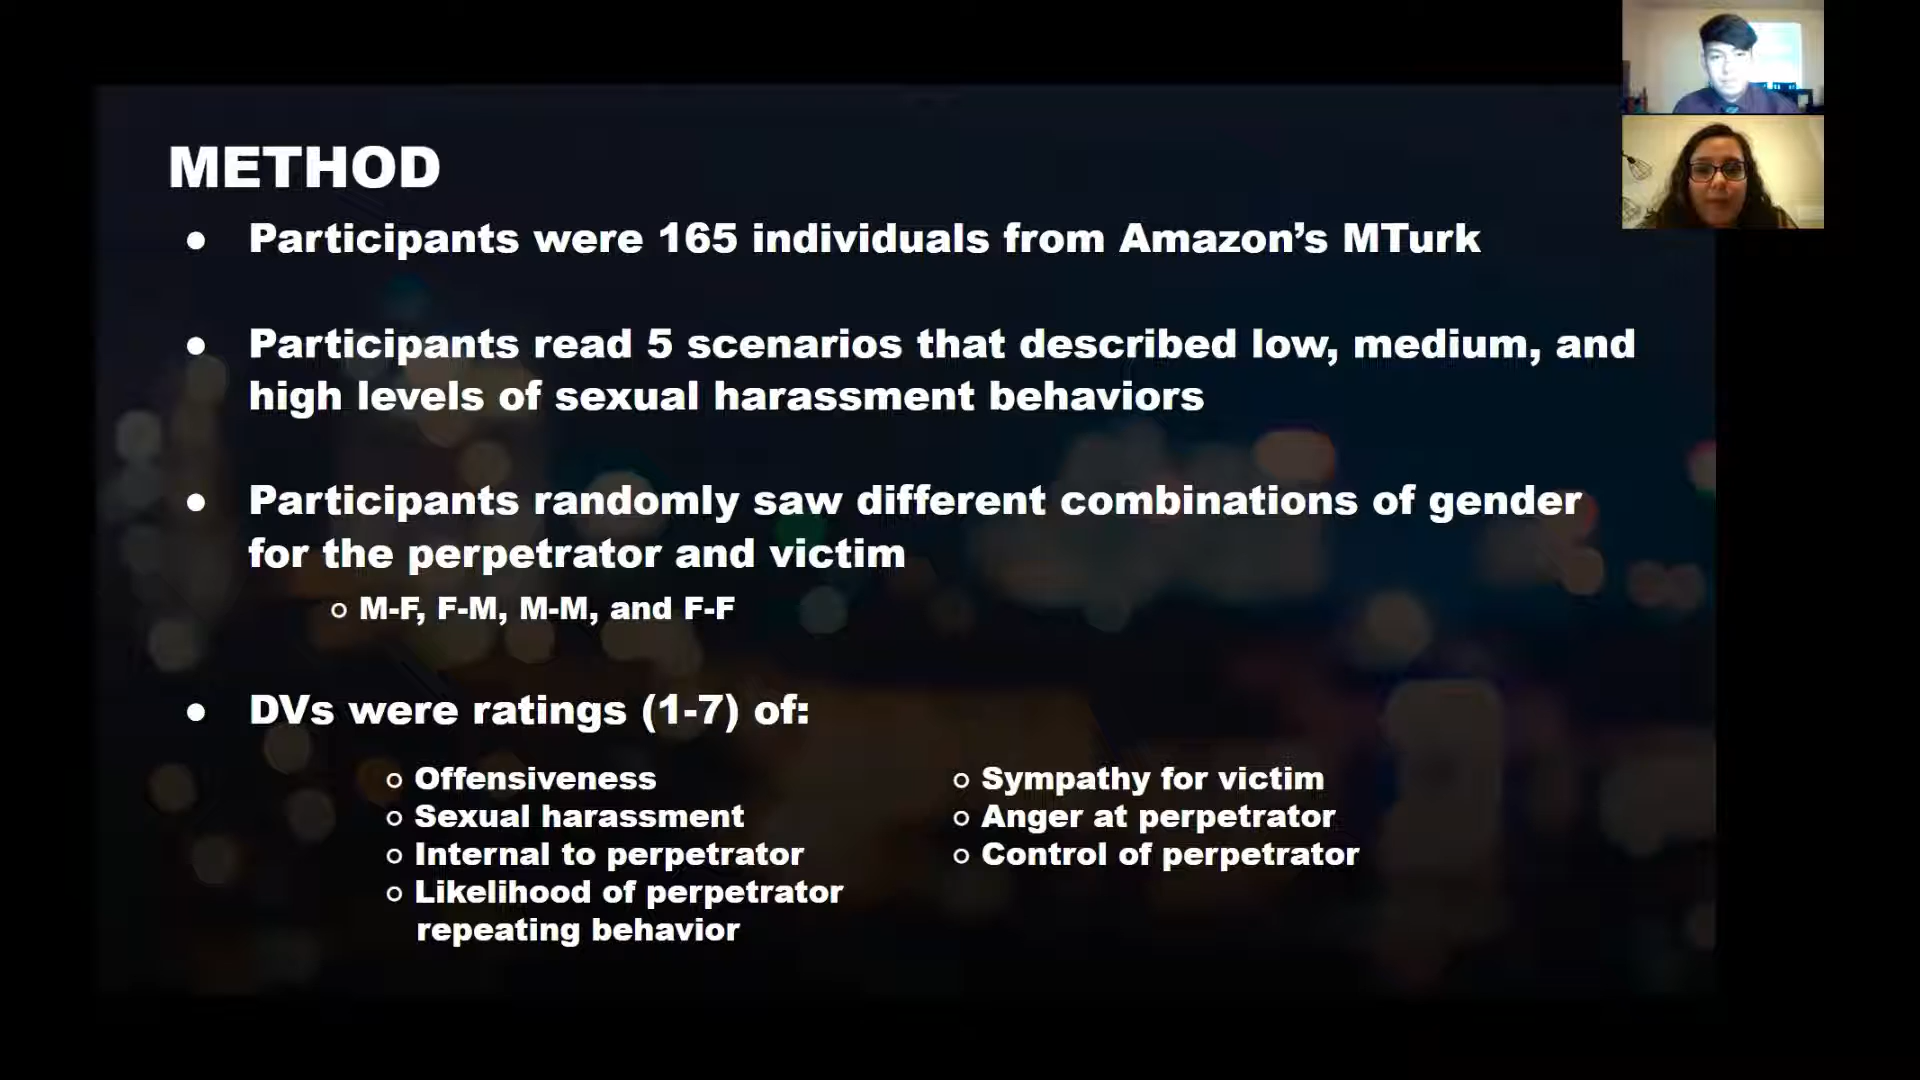 METHOD
● Participants were 165 individuals from Amazon’s MTurk
● Participants read 5 scenarios that described low, medium, and
high levels of sexual harassment behaviors
● Participants randomly saw different combinations of gender
for the perpetrator and victim
○ M-F, F-M, M-M, and F-F
● DVs were ratings (1-7) of:
○ Offensiveness
○ Sexual harassment
○ Internal to perpetrator
○ Likelihood of perpetrator
repeating behavior
○ Sympathy for victim
○ Anger at perpetrator
○ Control of perpetrator